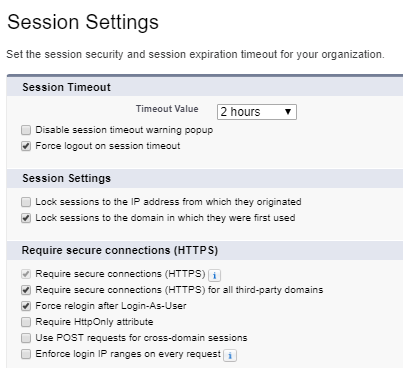 Session Settings
Set the session security and session expiration timeout for your organization.
Session Timeout
Timeout Value 2 hours
Disable session timeout warning popup
Force logout on session timeout
Session Settings
Lock sessions to the IP address from which they originated
Lock sessions to the domain in which they were first used
Require secure connections (HTTPS)
Require secure connections (HTTPS) i
Require secure connections (HTTPS) for all third-party domains
Force relogin after Login-As-User
Require HttpOnly attribute
Use POST requests for cross-domain sessions
Enforce login IP ranges on every request i